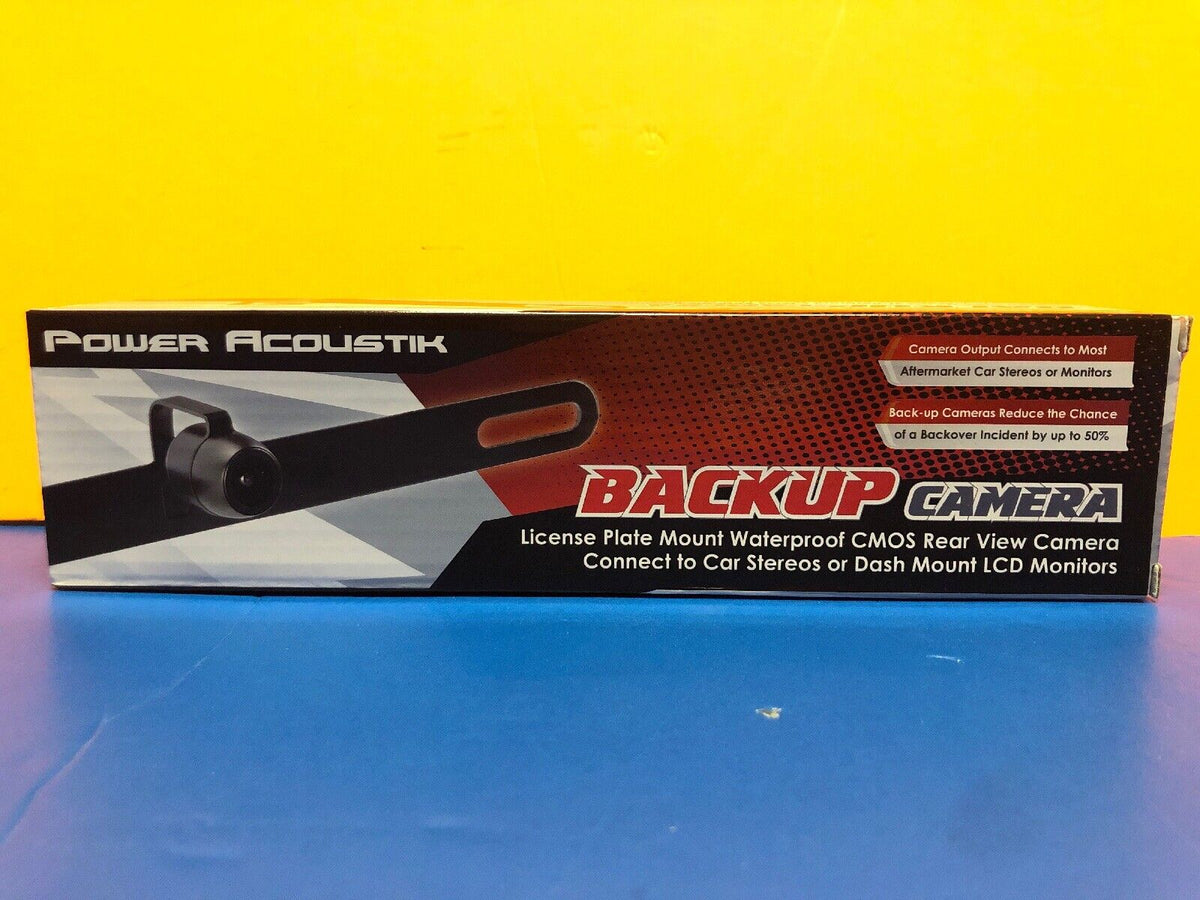 POWER ACOUSTIK
Camera Output Connects to Most
Aftermarket Car Stereos or Monitors
Back-up Cameras Reduce the Chance
of a Backover Incident by up to 50%
BACKUP CAMERA
License Plate Mount Waterproof CMOS Rear View Camera
Connect to Car Stereos or Dash Mount LCD Monitors